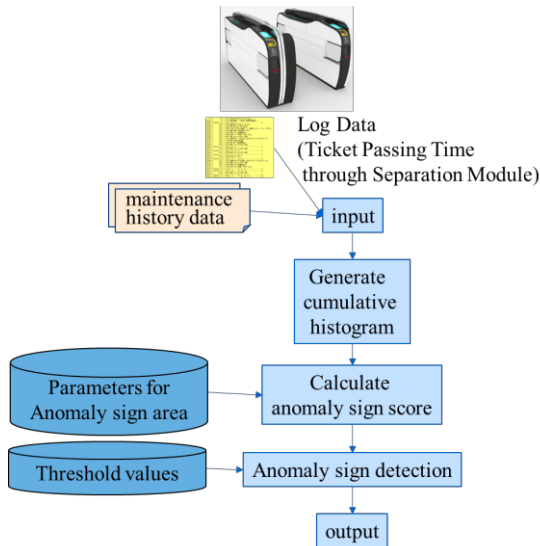 Log Data
(Ticket Passing Time
through Separation Module)
maintenance
history data
input
Generate
cumulative
histogram
Parameters for
Anomaly sign area
Calculate
anomaly sign score
Threshold values
Anomaly sign detection
output